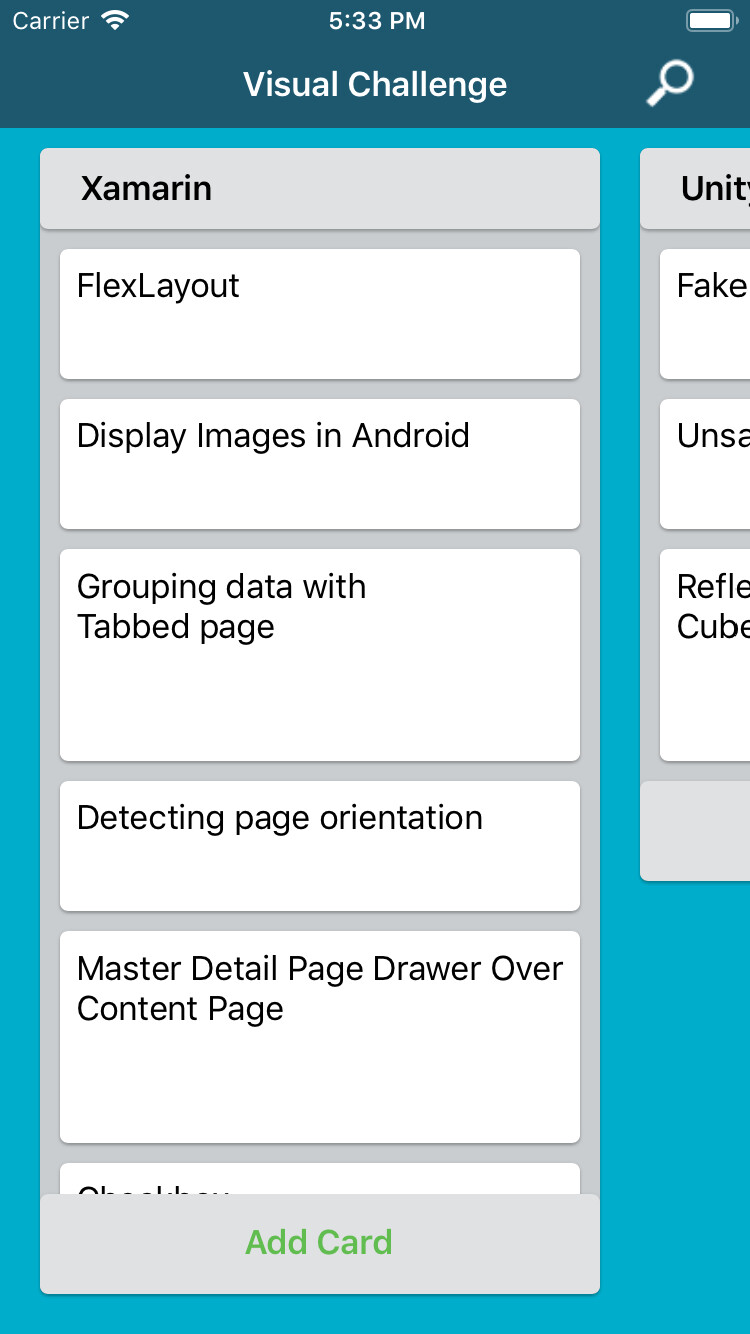 Carrier
5:33 PM
Visual Challenge
Xamarin
FlexLayout
Display Images in Android
Grouping data with
Tabbed page
Detecting page orientation
Master Detail Page Drawer Over
Content Page
Checkbox
Add Card
Unity
Fake
Unsa
Refle
Cube